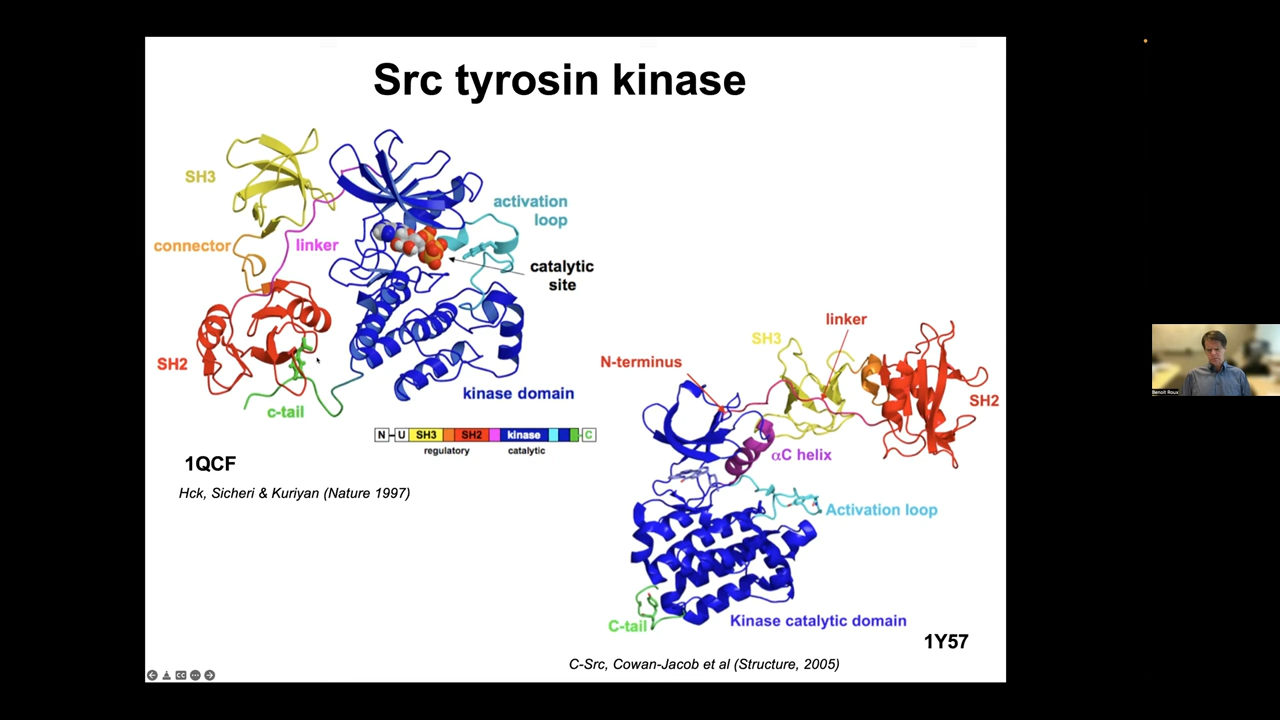 Src tyrosin kinase
SH3
activation
loop
connector
linker
catalytic
site
SH2
kinase domain
c-tail
N U SH3 SH2 kinase C
regulatory catalytic
1QCF
Hck, Sicheri & Kuriyan (Nature 1997)
linker
SH3
N-terminus
SH2
αC helix
Activation loop
C-tail
Kinase catalytic domain
1Y57
C-Src, Cowan-Jacob et al (Structure, 2005)
Benoit Roux